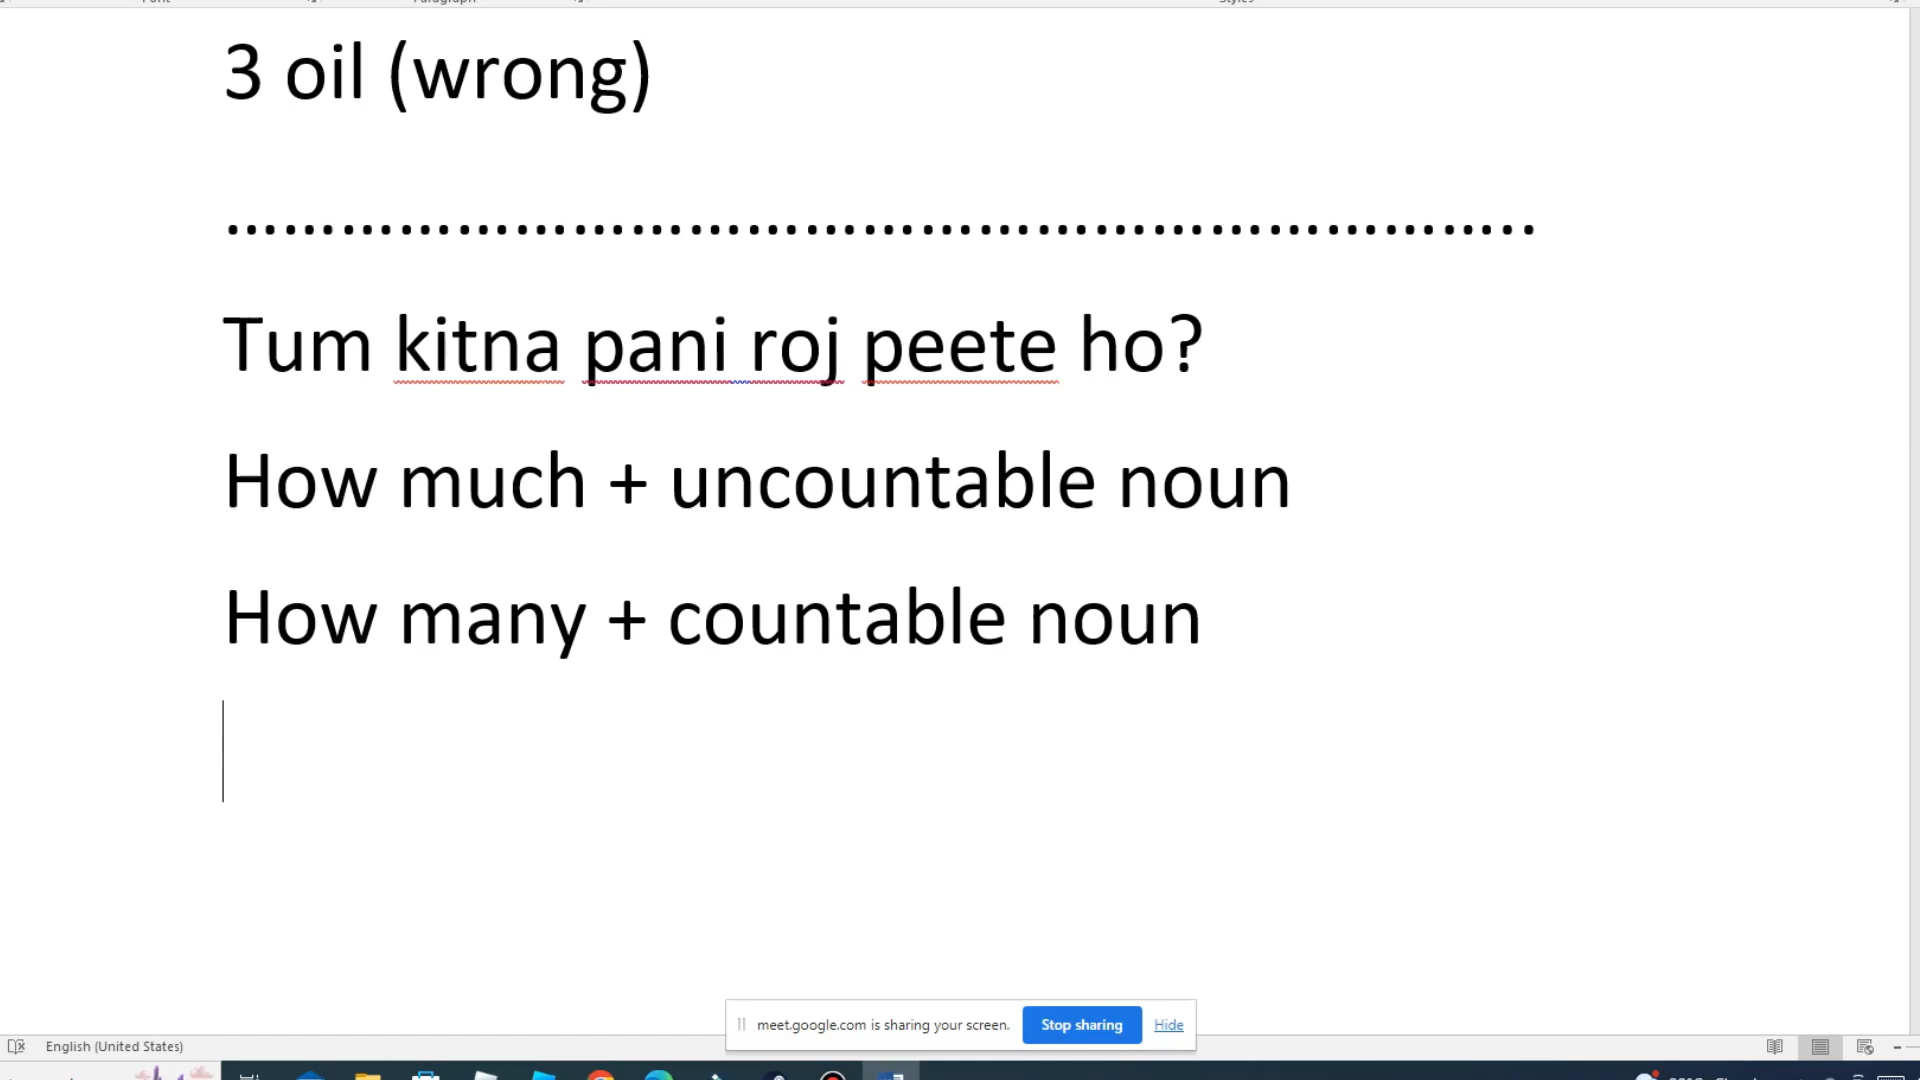 3 oil (wrong)
……………………………………………………………
Tum kitna pani roj peete ho?
How much + uncountable noun
How many + countable noun
meet.google.com is sharing your screen. Stop sharing Hide
English (United States)